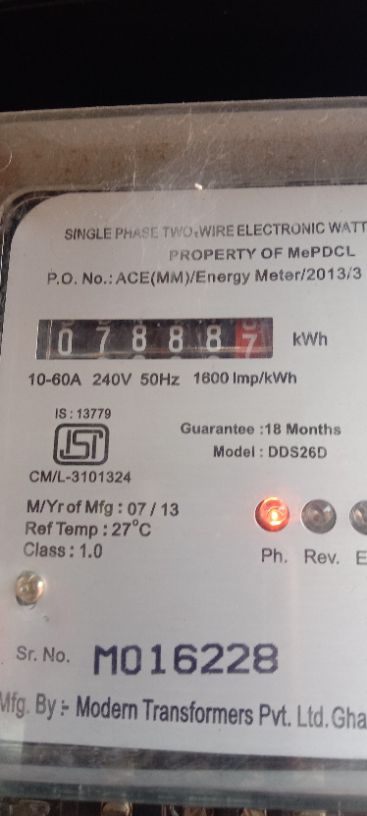 SINGLE PHASE TWO-WIRE ELECTRONIC WATT
PROPERTY OF MePDCL
P.O. No.: ACE(MM)/Energy Meter/2013/3
078887 kWh
10-60A 240V 50Hz 1600 Imp/kWh
IS : 13779
ISI
CM/L-3101324
Guarantee :18 Months
Model : DDS26D
M/Yr of Mfg : 07 / 13
Ref Temp : 27°C
Class : 1.0
Ph. Rev. E
Sr. No. M016228
Mfg. By :- Modern Transformers Pvt. Ltd. Gha